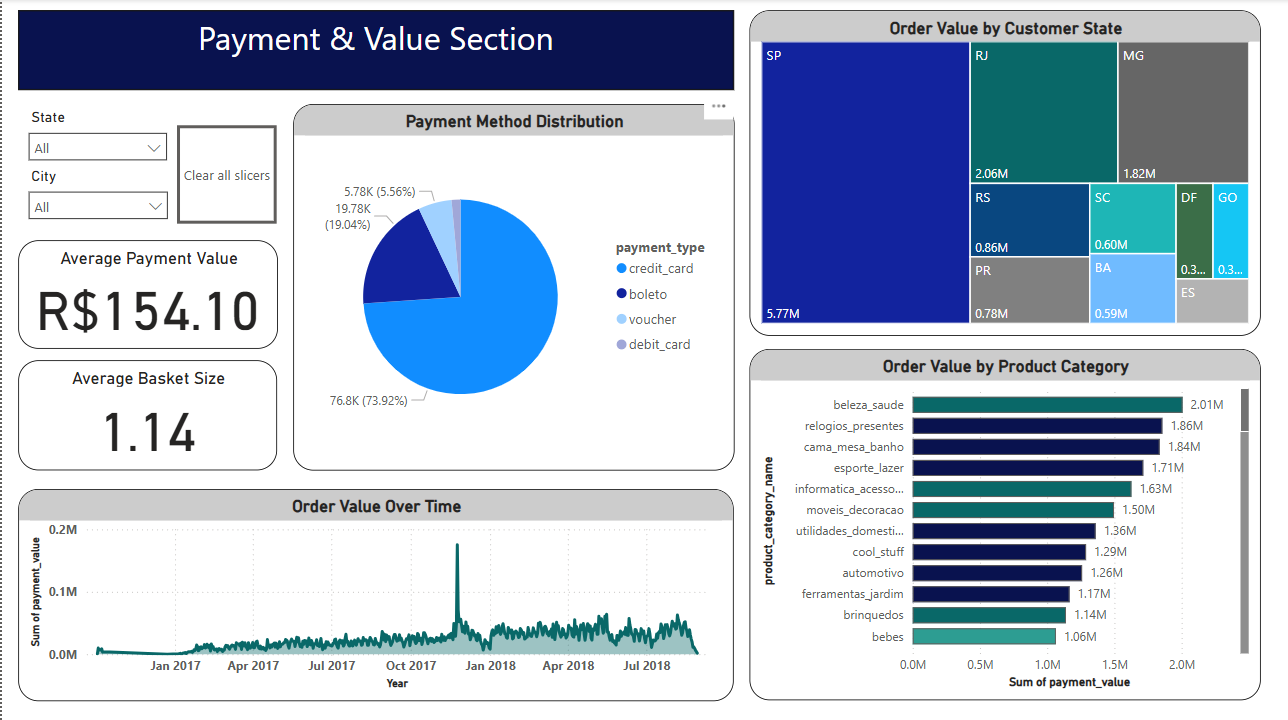 Payment & Value Section
State
All
City
All
Clear all slicers
Average Payment Value
R$154.10
Average Basket Size
1.14
Payment Method Distribution
5.78K (5.56%)
19.78K
(19.04%)
76.8K (73.92%)
payment_type
credit_card
boleto
voucher
debit_card
Order Value Over Time
Sum of payment_value
0.2M
0.1M
0.0M
Jan 2017 Apr 2017 Jul 2017 Oct 2017 Jan 2018 Apr 2018 Jul 2018
Year
Order Value by Customer State
SP
5.77M
RJ
2.06M
MG
1.82M
RS
0.86M
PR
0.78M
SC
0.60M
BA
0.59M
DF
0.3...
GO
0.3...
ES
Order Value by Product Category
product_category_name
beleza_saude 2.01M
relogios_presentes 1.86M
cama_mesa_banho 1.84M
esporte_lazer 1.71M
informatica_acesso... 1.63M
moveis_decoracao 1.50M
utilidades_domesti... 1.36M
cool_stuff 1.29M
automotivo 1.26M
ferramentas_jardim 1.17M
brinquedos 1.14M
bebes 1.06M
0.0M 0.5M 1.0M 1.5M 2.0M
Sum of payment_value